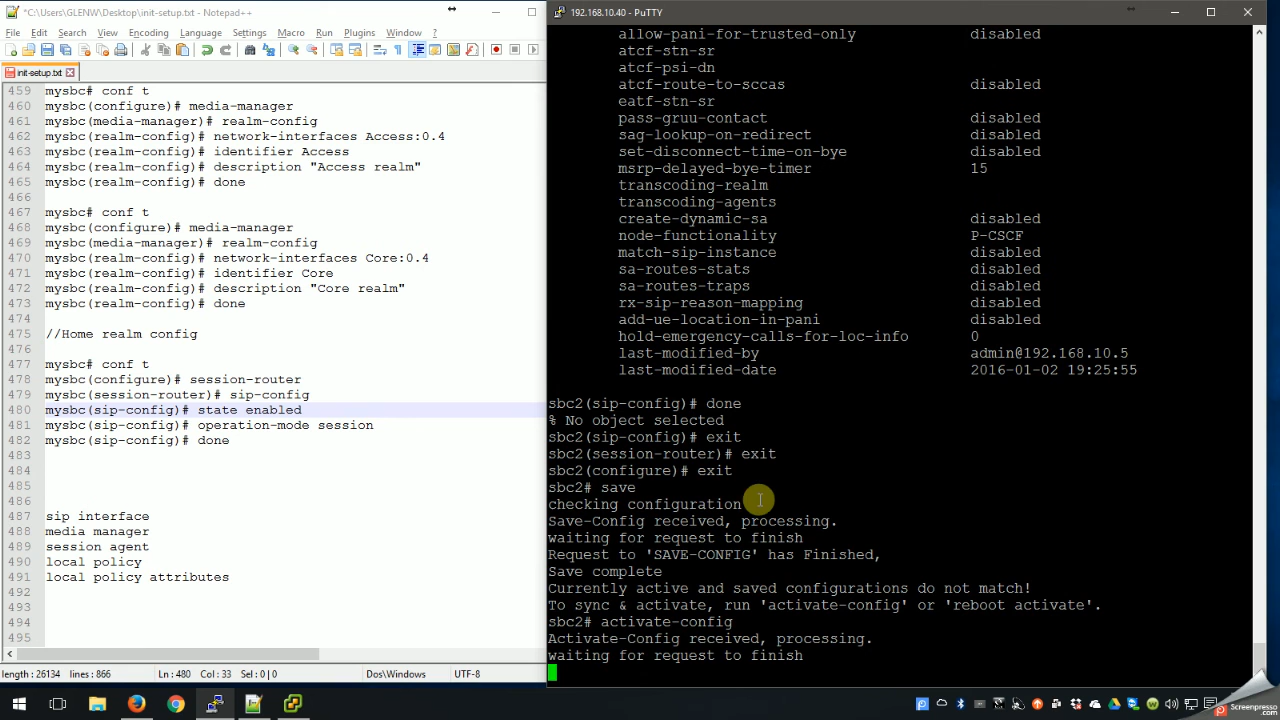 *C:\Users\GLENW\Desktop\init-setup.txt - Notepad++
File Edit Search View Encoding Language Settings Macro Run Plugins Window ?
X
init-setup.txt
459 mysbc# conf t
460 mysbc(configure)# media-manager
461 mysbc(media-manager)# realm-config
462 mysbc(realm-config)# network-interfaces Access:0.4
463 mysbc(realm-config)# identifier Access
464 mysbc(realm-config)# description "Access realm"
465 mysbc(realm-config)# done
466
467 mysbc# conf t
468 mysbc(configure)# media-manager
469 mysbc(media-manager)# realm-config
470 mysbc(realm-config)# network-interfaces Core:0.4
471 mysbc(realm-config)# identifier Core
472 mysbc(realm-config)# description "Core realm"
473 mysbc(realm-config)# done
474
475 //Home realm config
476
477 mysbc# conf t
478 mysbc(configure)# session-router
479 mysbc(session-router)# sip-config
480 mysbc(sip-config)# state enabled
481 mysbc(sip-config)# operation-mode session
482 mysbc(sip-config)# done
483
484
485
486
487 sip interface
488 media manager
489 session agent
490 local policy
491 local policy attributes
492
493
494
495
length : 26134 lines : 866 Ln : 480 Col : 33 Sel : 0 | 0 Dos\Windows UTF-8
192.168.10.40 - PuTTY
allow-pani-for-trusted-only disabled
atcf-stn-sr
atcf-psi-dn
atcf-route-to-sccas disabled
eatf-stn-sr
pass-gruu-contact disabled
sag-lookup-on-redirect disabled
set-disconnect-time-on-bye disabled
msrp-delayed-bye-timer 15
transcoding-realm
transcoding-agents
create-dynamic-sa disabled
node-functionality P-CSCF
match-sip-instance disabled
sa-routes-stats disabled
sa-routes-traps disabled
rx-sip-reason-mapping disabled
add-ue-location-in-pani disabled
hold-emergency-calls-for-loc-info 0
last-modified-by admin@192.168.10.5
last-modified-date 2016-01-02 19:25:55
sbc2(sip-config)# done
% No object selected
sbc2(sip-config)# exit
sbc2(session-router)# exit
sbc2(configure)# exit
sbc2# save
checking configuration
Save-Config received, processing.
waiting for request to finish
Request to 'SAVE-CONFIG' has Finished,
Save complete
Currently active and saved configurations do not match!
To sync & activate, run 'activate-config' or 'reboot activate'.
sbc2# activate-config
Activate-Config received, processing.
waiting for request to finish
Screenpresso
.com